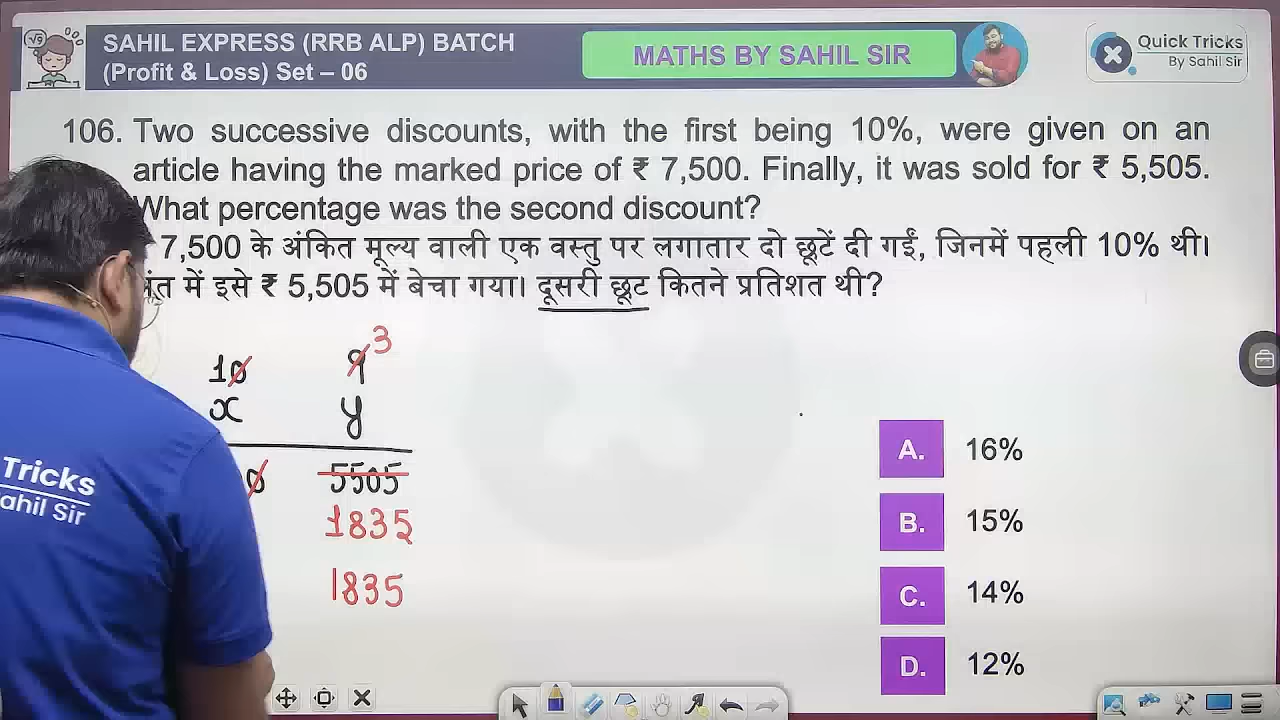 SAHIL EXPRESS (RRB ALP) BATCH
(Profit & Loss) Set – 06
MATHS BY SAHIL SIR
Quick Tricks
By Sahil Sir
106. Two successive discounts, with the first being 10%, were given on an
article having the marked price of ₹ 7,500. Finally, it was sold for ₹ 5,505.
What percentage was the second discount?
7,500 के अंकित मूल्य वाली एक वस्तु पर लगातार दो छूटें दी गईं, जिनमें पहली 10% थी।
में इसे ₹ 5,505 में बेचा गया। दूसरी छूट कितने प्रतिशत थी?
3
10 9
x y
0 5505
1835
1835
A. 16%
B. 15%
C. 14%
D. 12%
Tricks
ahil Sir